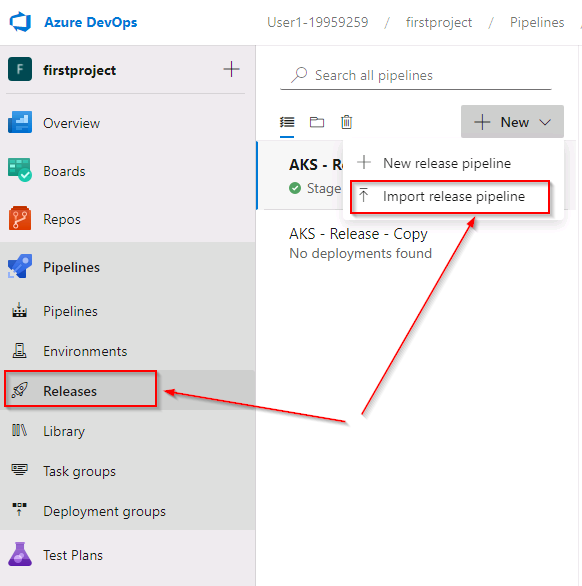 Azure DevOps
User1-19959259 / firstproject / Pipelines /
F firstproject
Search all pipelines
Overview
New
Boards
AKS - R
New release pipeline
Stage
Import release pipeline
Repos
AKS - Release - Copy
No deployments found
Pipelines
Pipelines
Environments
Releases
Library
Task groups
Deployment groups
Test Plans